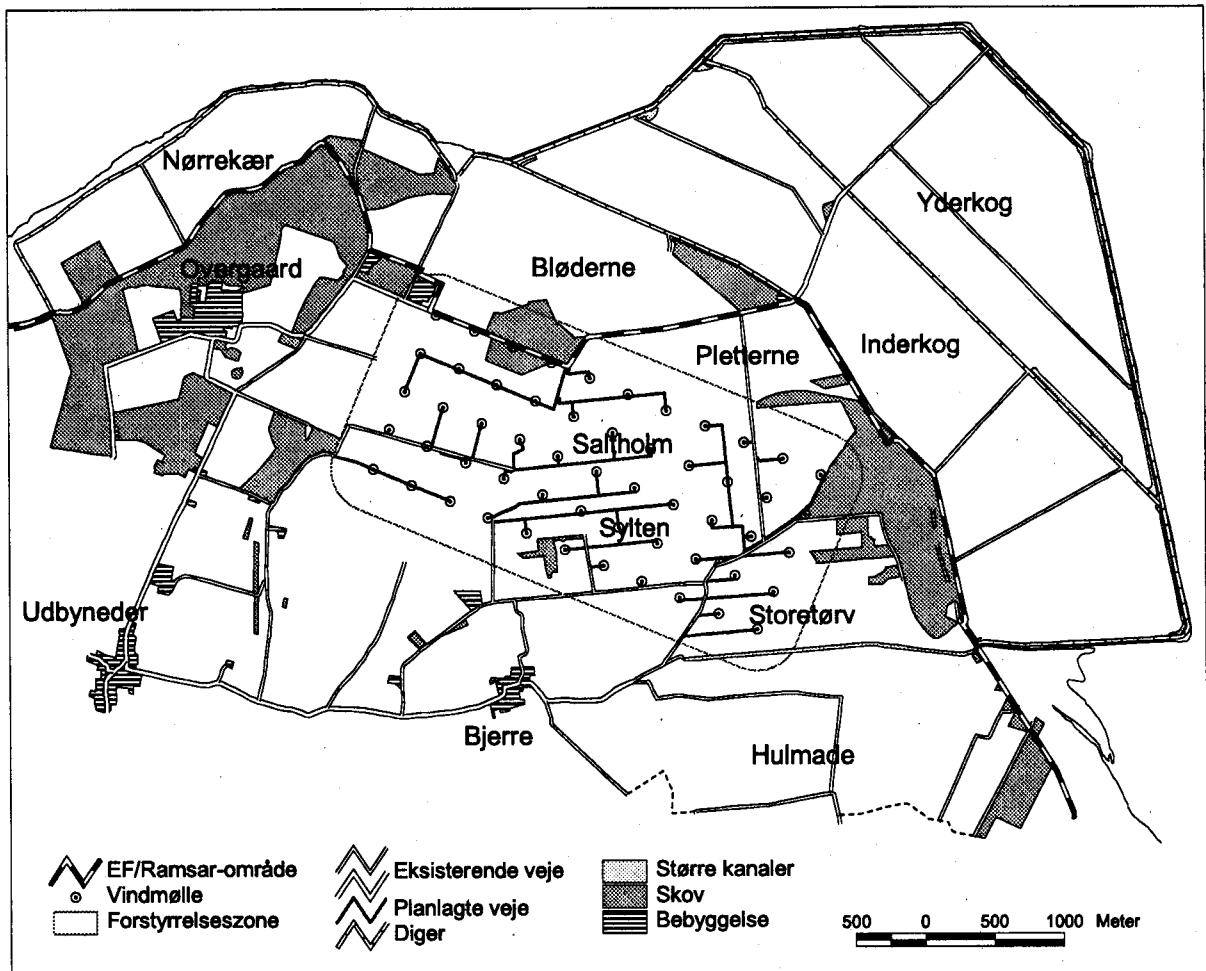 Nørrekær
Yderkog
Overgaard
Bløderne
Pletterne
Inderkog
Saltholm
Sylten
Udbyneder
Storetørv
Bjerre
Hulmade
EF/Ramsar-område
Vindmølle
Forstyrrelseszone
Eksisterende veje
Planlagte veje
Diger
Større kanaler
Skov
Bebyggelse
500 0 500 1000 Meter